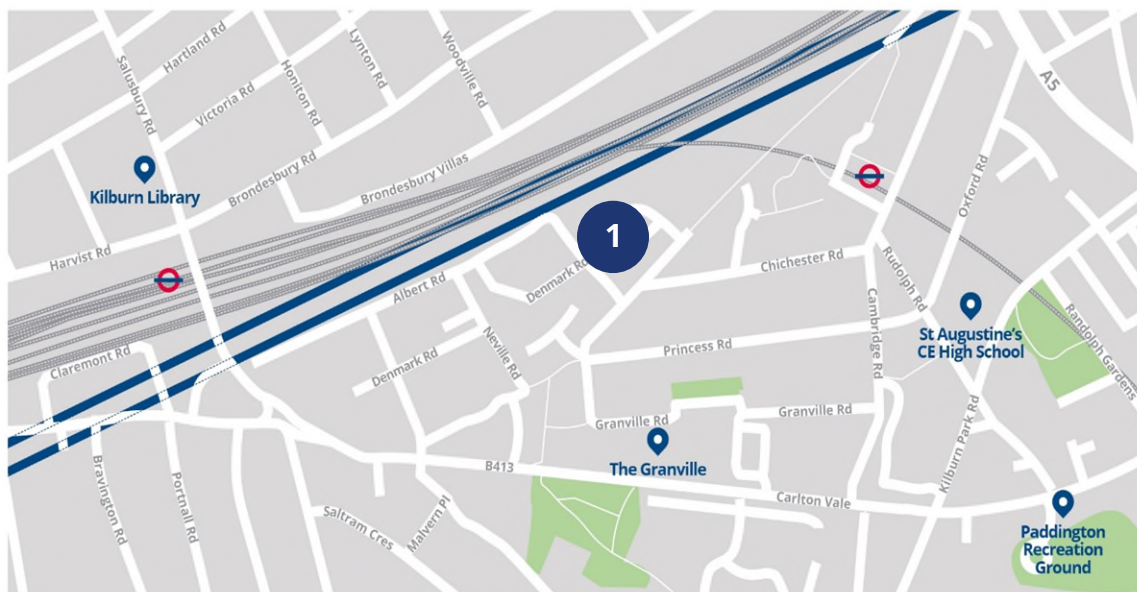 Hartland Rd
Salusbury Rd
Lynton Rd
Woodville Rd
Honiton Rd
Victoria Rd
A5
Kilburn Library
Brondesbury Rd
Brondesbury Villas
Oxford Rd
Harvist Rd
1
Albert Rd
Denmark Rd
Chichester Rd
Rudolph Rd
Cambridge Rd
St Augustine's
CE High School
Randolph Gardens
Claremont Rd
Denmark Rd
Neville Rd
Princess Rd
Granville Rd
Granville Rd
Kilburn Park Rd
The Granville
B413
Carlton Vale
Bravington Rd
Portnall Rd
Saltram Cres
Malvern Pl
Paddington
Recreation
Ground